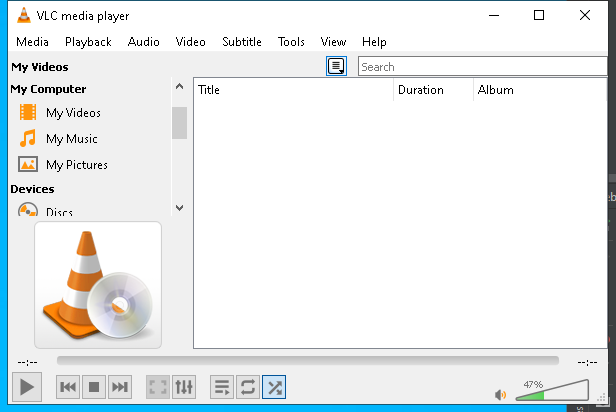 VLC media player
Media Playback Audio Video Subtitle Tools View Help
My Videos
Search
My Computer
Title Duration Album
My Videos
My Music
My Pictures
Devices
Discs
--:-- --:--
47%